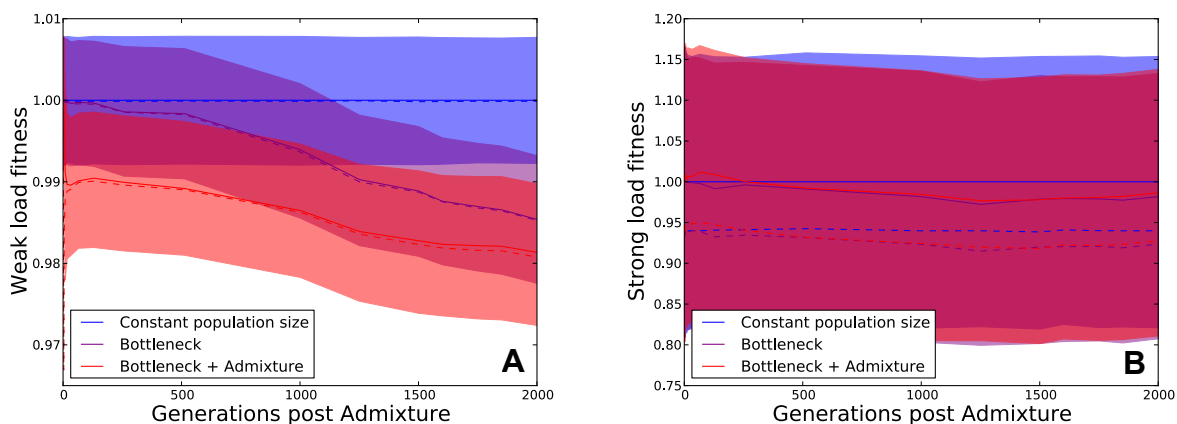 1.01
1.00
0.99
0.98
0.97
Weak load fitness
Constant population size
Bottleneck
Bottleneck + Admixture
A
0
500
1000
1500
2000
Generations post Admixture
1.20
1.15
1.10
1.05
1.00
0.95
0.90
0.85
0.80
0.75
Strong load fitness
Constant population size
Bottleneck
Bottleneck + Admixture
B
0
500
1000
1500
2000
Generations post Admixture